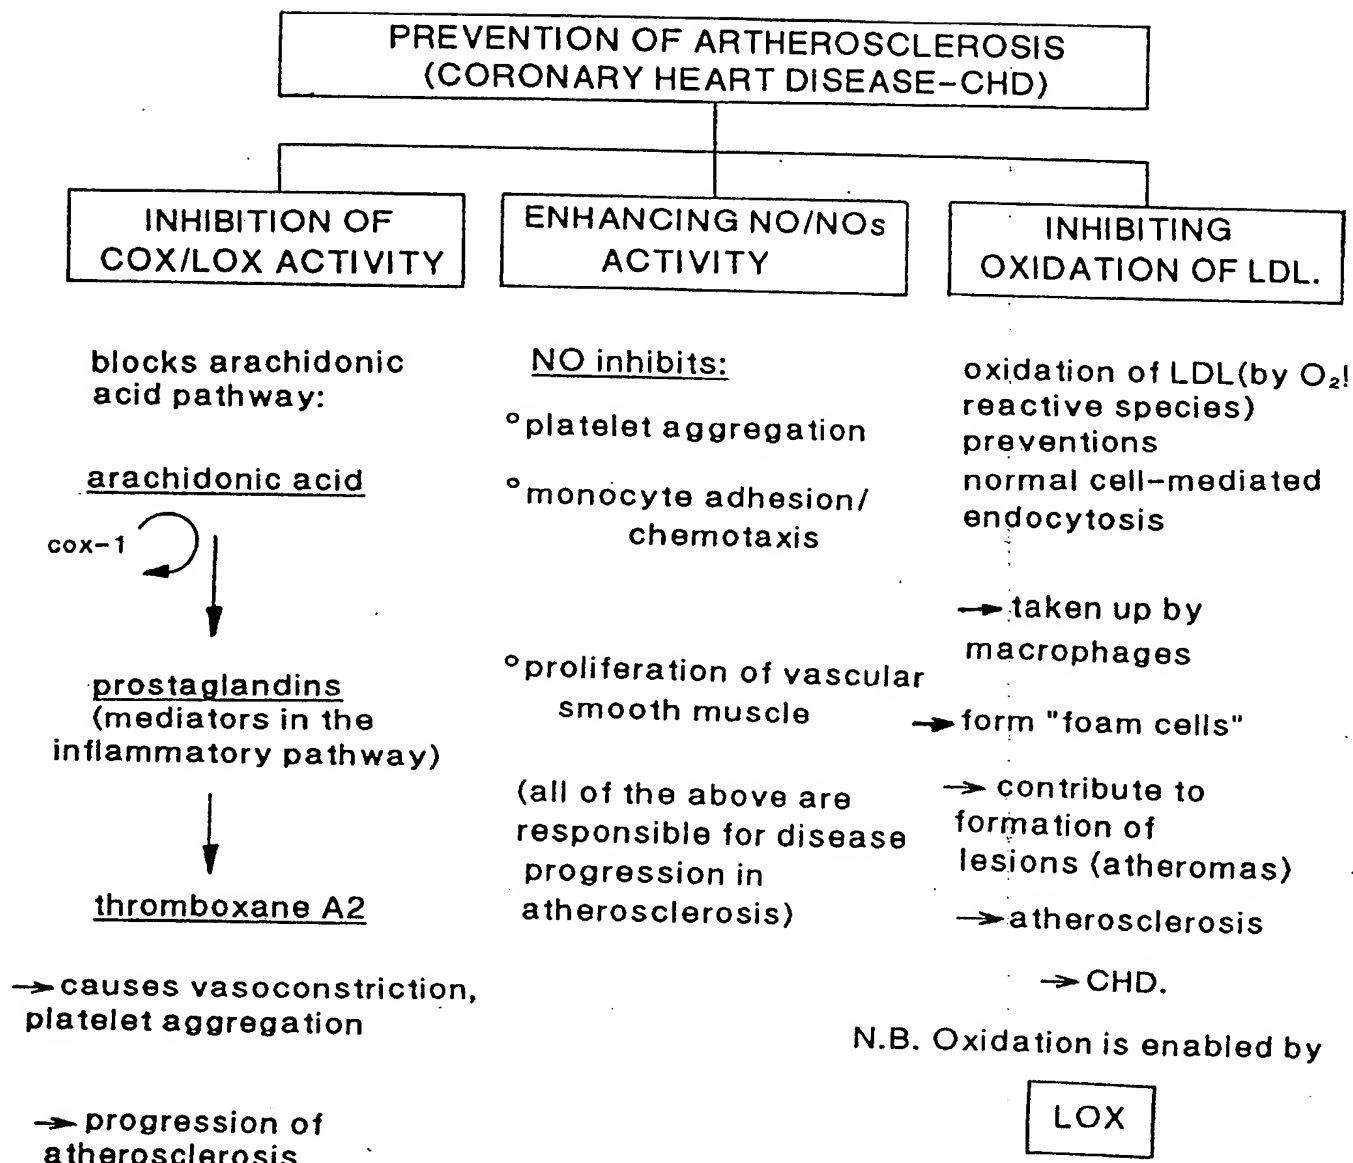 PREVENTION OF ARTHEROSCLEROSIS
(CORONARY HEART DISEASE-CHD)
INHIBITION OF
COX/LOX ACTIVITY
blocks arachidonic
acid pathway:
arachidonic acid
cox-1
prostaglandins
(mediators in the
inflammatory pathway)
thromboxane A2
→ causes vasoconstriction,
platelet aggregation
→ progression of
atherosclerosis
ENHANCING NO/NOs
ACTIVITY
NO inhibits:
°platelet aggregation
°monocyte adhesion/
chemotaxis
°proliferation of vascular
smooth muscle
(all of the above are
responsible for disease
progression in
atherosclerosis)
INHIBITING
OXIDATION OF LDL.
oxidation of LDL(by O₂!
reactive species)
preventions
normal cell-mediated
endocytosis
→ taken up by
macrophages
→ form "foam cells"
→ contribute to
formation of
lesions (atheromas)
→ atherosclerosis
→ CHD.
N.B. Oxidation is enabled by
LOX